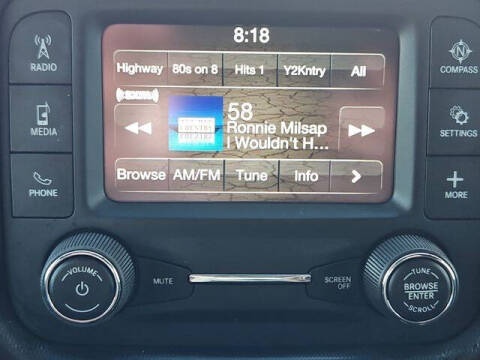 8:18
Highway 80s on 8 Hits 1 Y2Kntry All
58
Ronnie Milsap
I Wouldn't H...
Browse AM/FM Tune Info >
RADIO
MEDIA
PHONE
COMPASS
SETTINGS
+
MORE
VOLUME
MUTE
SCREEN
OFF
TUNE
BROWSE
ENTER
SCROLL